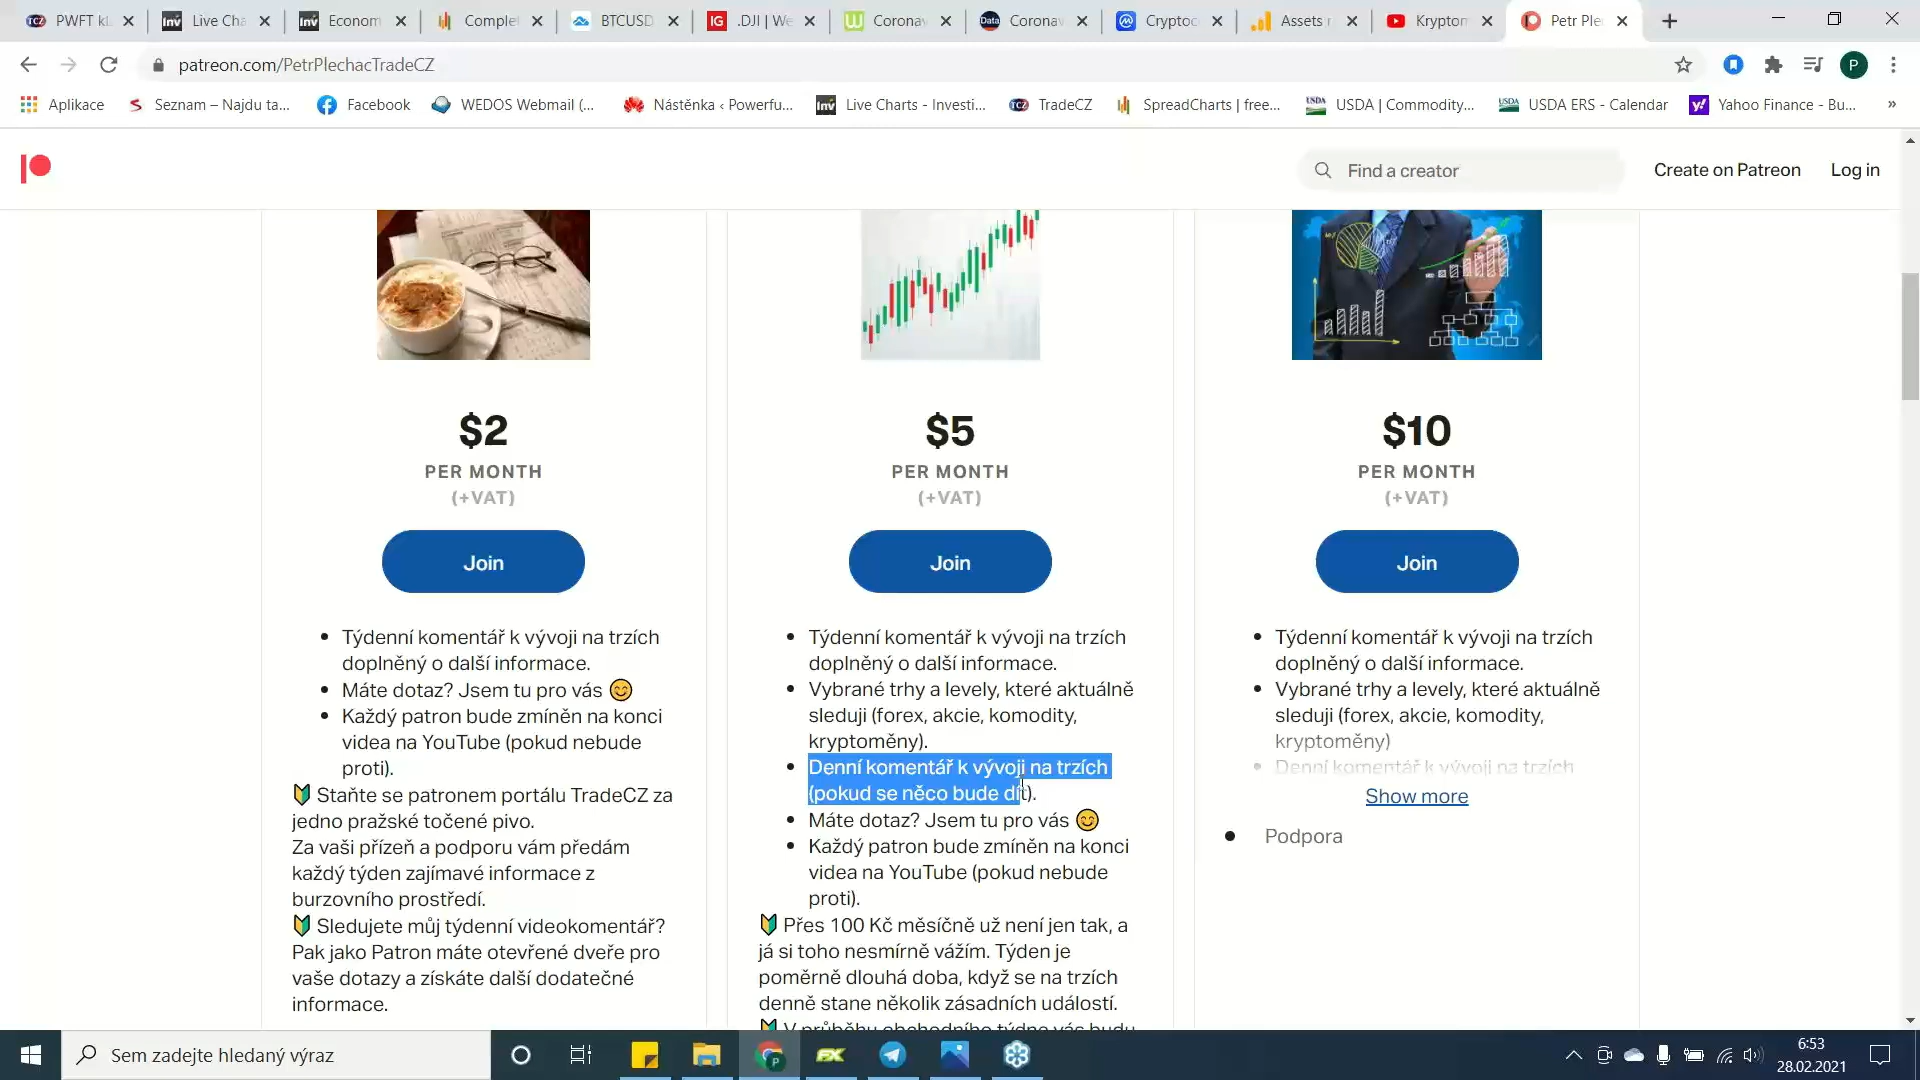 PWFT kl
Live Cha
Econom
Complet
BTCUSD
.DJI | We
Coronav
Coronav
Cryptoc
Assets r
Krypton
Petr Ple
patreon.com/PetrPlechacTradeCZ
Aplikace
Seznam – Najdu ta...
Facebook
WEDOS Webmail (...
Nástěnka ‹ Powerfu...
Live Charts - Investi...
TradeCZ
SpreadCharts | free...
USDA | Commodity...
USDA ERS - Calendar
Yahoo Finance - Bu...
»
Find a creator
Create on Patreon
Log in
$2
PER MONTH
(+VAT)
Join
• Týdenní komentář k vývoji na trzích
doplněný o další informace.
• Máte dotaz? Jsem tu pro vás 😊
• Každý patron bude zmíněn na konci
videa na YouTube (pokud nebude
proti).
🔰 Staňte se patronem portálu TradeCZ za
jedno pražské točené pivo.
Za vaši přízeň a podporu vám předám
každý týden zajímavé informace z
burzovního prostředí.
🔰 Sledujete můj týdenní videokomentář?
Pak jako Patron máte otevřené dveře pro
vaše dotazy a získáte další dodatečné
informace.
$5
PER MONTH
(+VAT)
Join
• Týdenní komentář k vývoji na trzích
doplněný o další informace.
• Vybrané trhy a levely, které aktuálně
sleduji (forex, akcie, komodity,
kryptoměny).
• Denní komentář k vývoji na trzích
(pokud se něco bude dít).
• Máte dotaz? Jsem tu pro vás 😊
• Každý patron bude zmíněn na konci
videa na YouTube (pokud nebude
proti).
🔰 Přes 100 Kč měsíčně už není jen tak, a
já si toho nesmírně vážím. Týden je
poměrně dlouhá doba, když se na trzích
denně stane několik zásadních událostí.
🔰 V průběhu obchodního týdne vás budu
$10
PER MONTH
(+VAT)
Join
• Týdenní komentář k vývoji na trzích
doplněný o další informace.
• Vybrané trhy a levely, které aktuálně
sleduji (forex, akcie, komodity,
kryptoměny)
• Denní komentář k vývoji na trzích
Show more
• Podpora
Sem zadejte hledaný výraz
6:53
28.02.2021